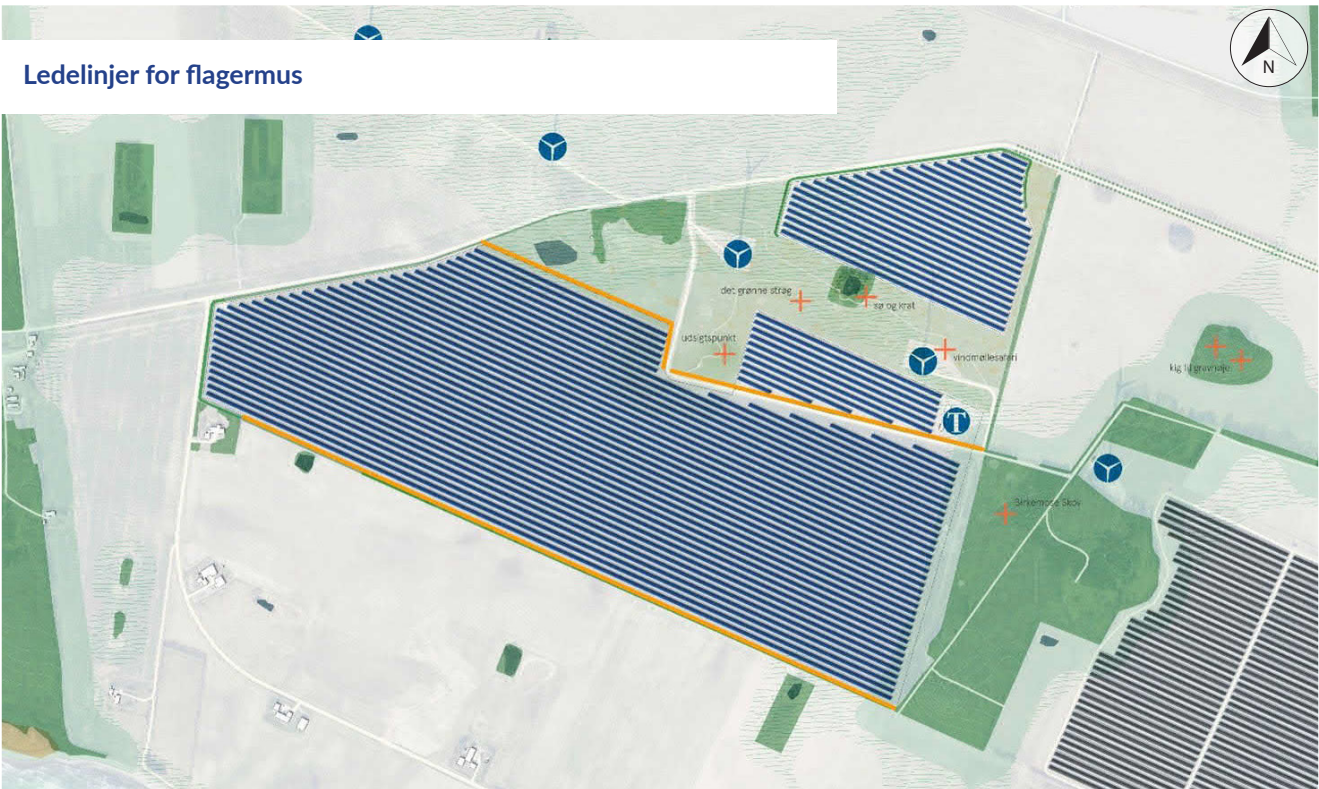 Ledelinjer for flagermus
N
det grønne strøg
sø og krat
udsigtspunkt
vindmøllesafari
kig til gravhøje
T
Birkemose Skov